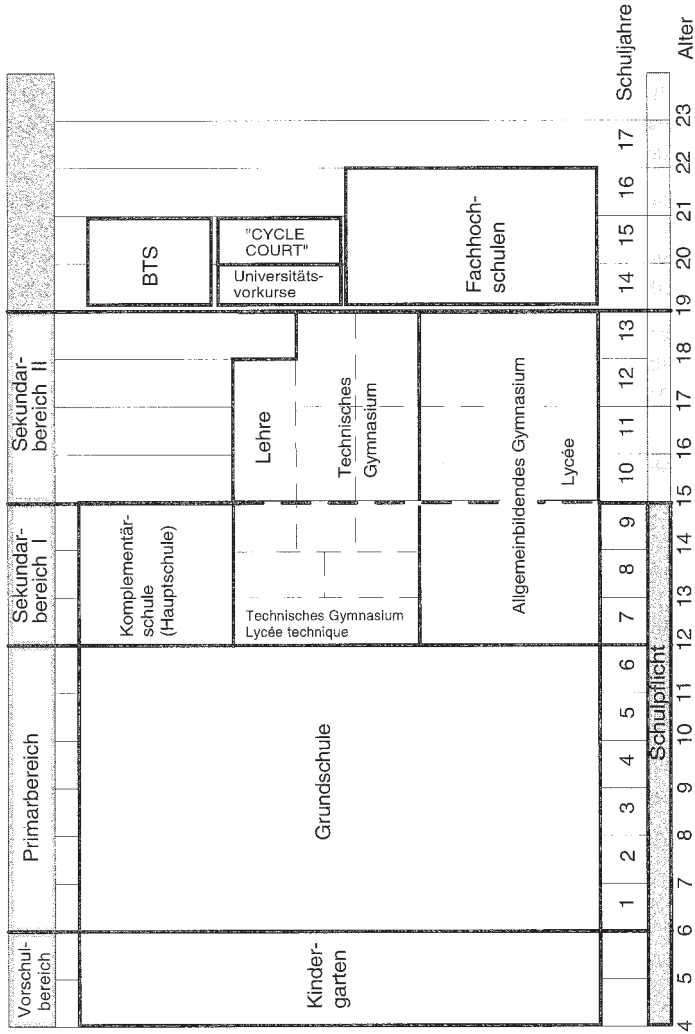 Vorschul-
bereich
Primarbereich
Sekundar-
bereich I
Sekundar-
bereich II
Kinder-
garten
Grundschule
Komplementär-
schule
(Hauptschule)
Technisches Gymnasium
Lycée technique
Lehre
Technisches
Gymnasium
Allgemeinbildendes Gymnasium
Lycée
BTS
Universitäts-
vorkurse
"CYCLE
COURT"
Fachhoch-
schulen
1 2 3 4 5 6 7 8 9 10 11 12 13 14 15 16 17 Schuljahre
Schulpflicht
4 5 6 7 8 9 10 11 12 13 14 15 16 17 18 19 20 21 22 23 Alter